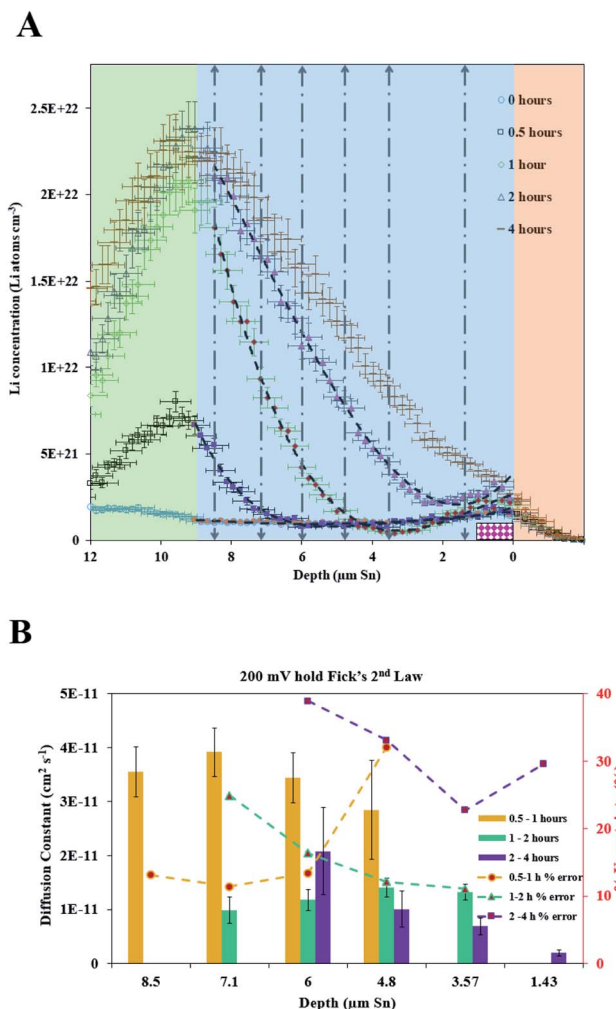 A
2.5E+22
2E+22
1.5E+22
1E+22
5E+21
0
Li concentration (Li atoms cm-3)
0 hours
0.5 hours
1 hour
2 hours
4 hours
12 10 8 6 4 2 0
Depth (µm Sn)
B
200 mV hold Fick's 2nd Law
5E-11
4E-11
3E-11
2E-11
1E-11
0
Diffusion Constant (cm2 s-1)
40
30
20
10
0
0.5 - 1 hours
1 - 2 hours
2 - 4 hours
0.5-1 h % error
1-2 h % error
2 -4 h % error
8.5 7.1 6 4.8 3.57 1.43
Depth (µm Sn)